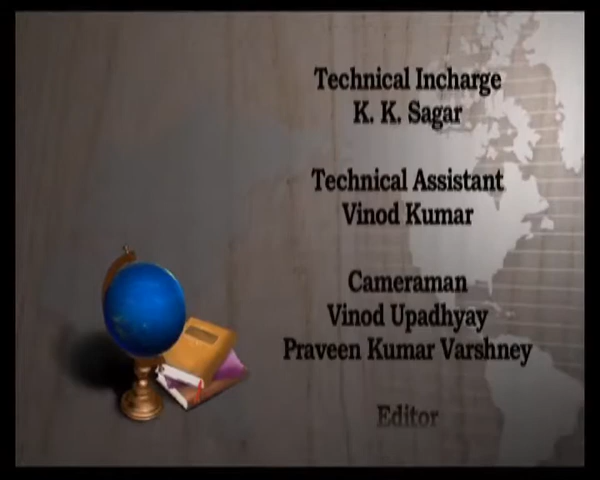 Technical Incharge
K. K. Sagar
Technical Assistant
Vinod Kumar
Cameraman
Vinod Upadhyay
Praveen Kumar Varshney
Editor